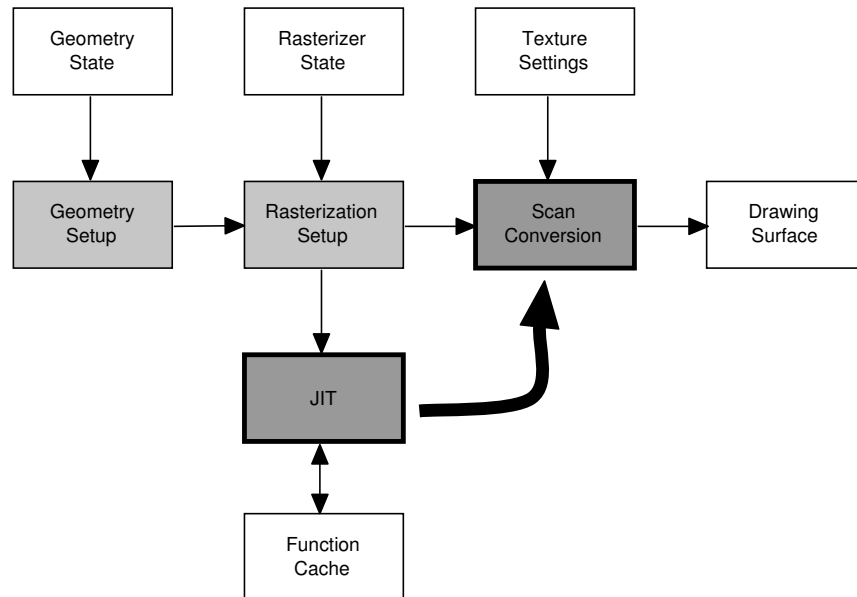 Geometry
State
Rasterizer
State
Texture
Settings
Geometry
Setup
Rasterization
Setup
Scan
Conversion
Drawing
Surface
JIT
Function
Cache